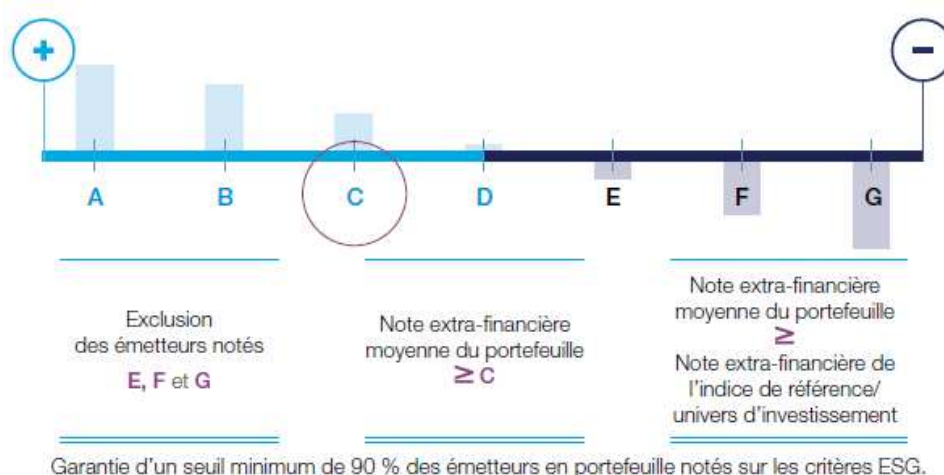 +
−
A B C D E F G
Exclusion
des émetteurs notés
E, F et G
Note extra-financière
moyenne du portefeuille
≥ C
Note extra-financière
moyenne du portefeuille
≥
Note extra-financière de
l'indice de référence/
univers d'investissement
Garantie d'un seuil minimum de 90 % des émetteurs en portefeuille notés sur les critères ESG.